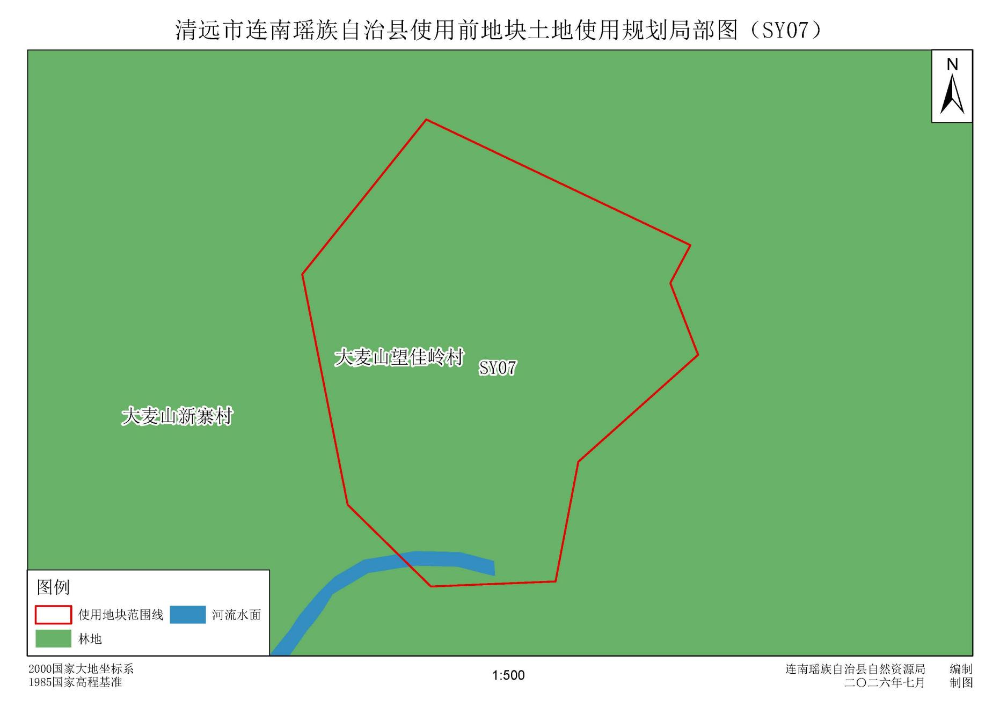 清远市连南瑶族自治县使用前地块土地使用规划局部图（SY07）
N
大麦山望佳岭村
SY07
大麦山新寨村
图例
使用地块范围线
河流水面
林地
2000国家大地坐标系
1985国家高程基准
1:500
连南瑶族自治县自然资源局 编制
二〇二六年七月 制图